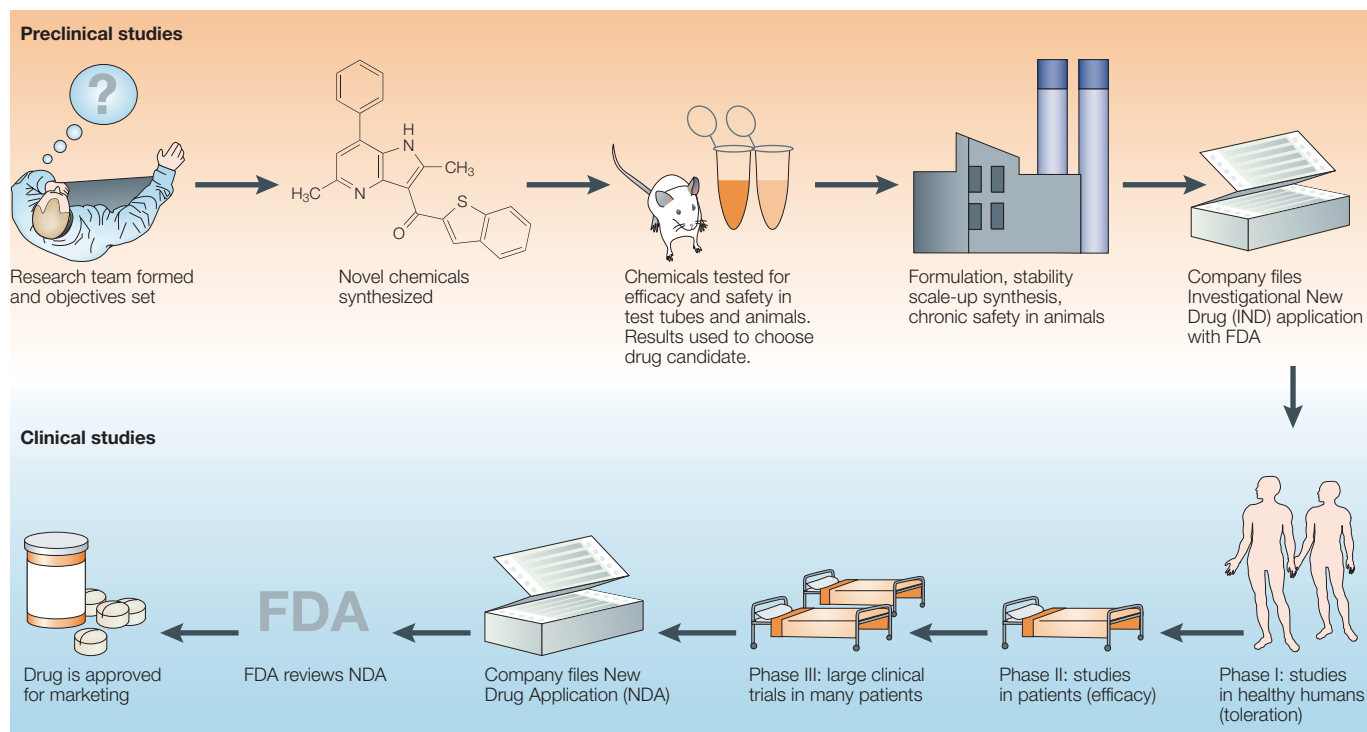 Preclinical studies
?
H
N
CH3
H3C
N
S
O
Research team formed
and objectives set
Novel chemicals
synthesized
Chemicals tested for
efficacy and safety in
test tubes and animals.
Results used to choose
drug candidate.
Formulation, stability
scale-up synthesis,
chronic safety in animals
Company files
Investigational New
Drug (IND) application
with FDA
Clinical studies
Phase I: studies
in healthy humans
(toleration)
Phase II: studies
in patients (efficacy)
Phase III: large clinical
trials in many patients
Company files New
Drug Application (NDA)
FDA
FDA reviews NDA
Drug is approved
for marketing